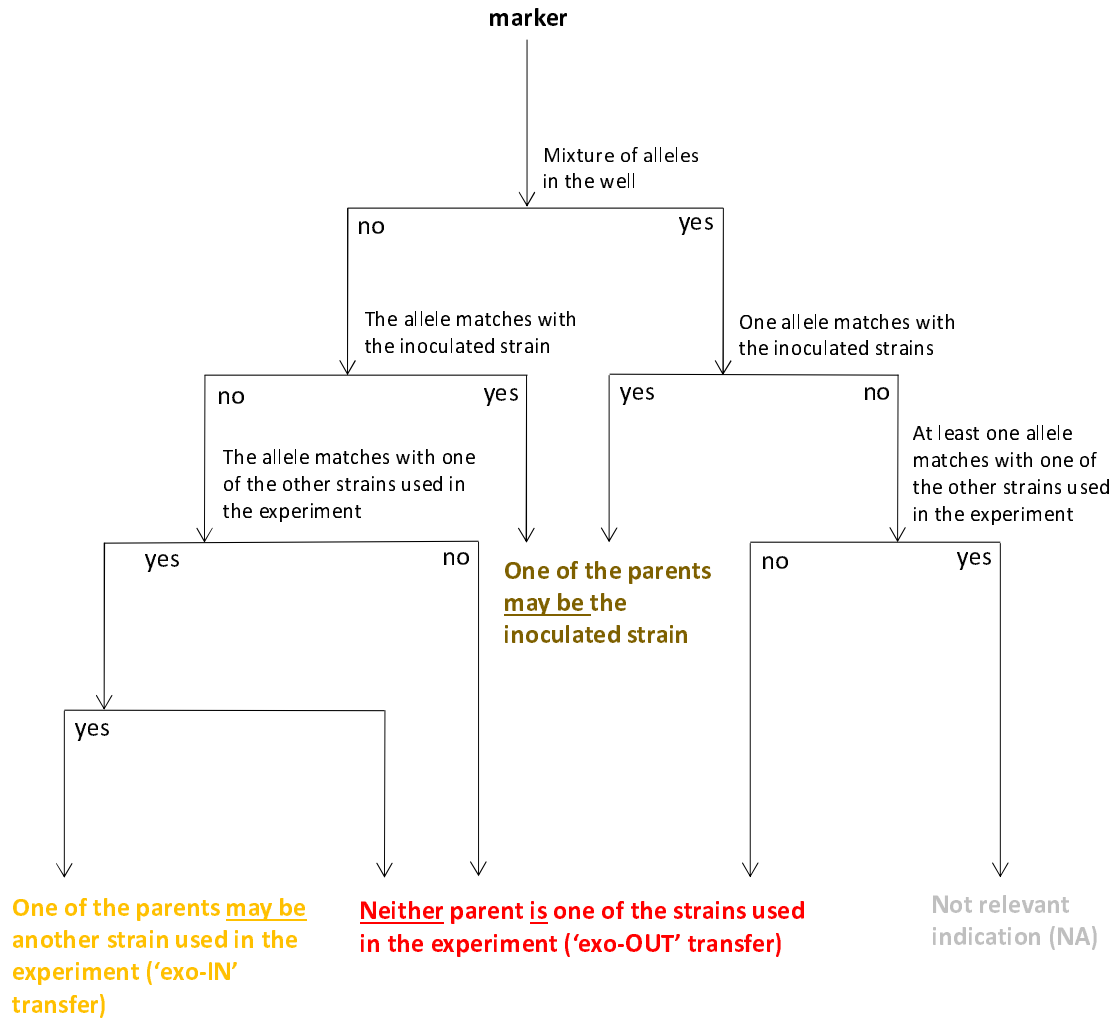 marker
Mixture of alleles
in the well
no
yes
The allele matches with
the inoculated strain
One allele matches with
the inoculated strains
no
yes
yes
no
The allele matches with one
of the other strains used in
the experiment
At least one allele
matches with one of
the other strains used
in the experiment
yes
no
One of the parents
may be the
inoculated strain
no
yes
yes
One of the parents may be
another strain used in the
experiment (‘exo-IN’
transfer)
Neither parent is one of the strains used
in the experiment (‘exo-OUT’ transfer)
Not relevant
indication (NA)